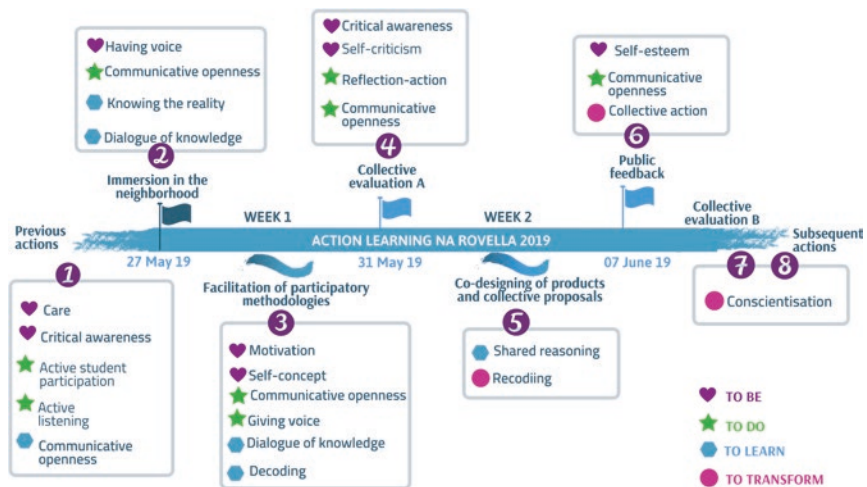 Having voice
Communicative openness
Knowing the reality
Dialogue of knowledge
2
Immersion in the
neighborhood
Critical awareness
Self-criticism
Reflection-action
Communicative
openness
4
Collective
evaluation A
Self-esteem
Communicative
openness
Collective action
6
Public
feedback
Previous
actions
WEEK 1
WEEK 2
Collective
evaluation B
Subsequent
actions
ACTION LEARNING NA ROVELLA 2019
27 May 19
31 May 19
07 June 19
1
Care
Critical awareness
Active student
participation
Active
listening
Communicative
openness
Facilitation of participatory
methodologies
3
Motivation
Self-concept
Communicative openness
Giving voice
Dialogue of knowledge
Decoding
Co-designing of products
and collective proposals
5
Shared reasoning
Recodiing
7
8
Conscientisation
TO BE
TO DO
TO LEARN
TO TRANSFORM